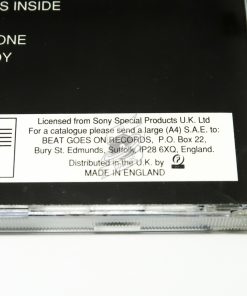 S INSIDE
ONE
DY
Licensed from Sony Special Products U.K. Ltd
For a catalogue please send a large (A4) S.A.E. to:
BEAT GOES ON RECORDS, P.O. Box 22,
Bury St. Edmunds, Suffolk, IP28 6XQ, England.
Distributed in the U.K. by
MADE IN ENGLAND